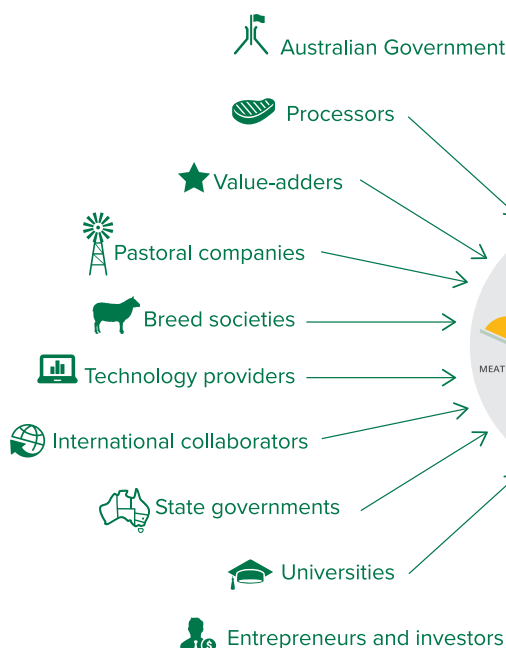 Australian Government
Processors
Value-adders
Pastoral companies
Breed societies
Technology providers
MEAT
International collaborators
State governments
Universities
Entrepreneurs and investors